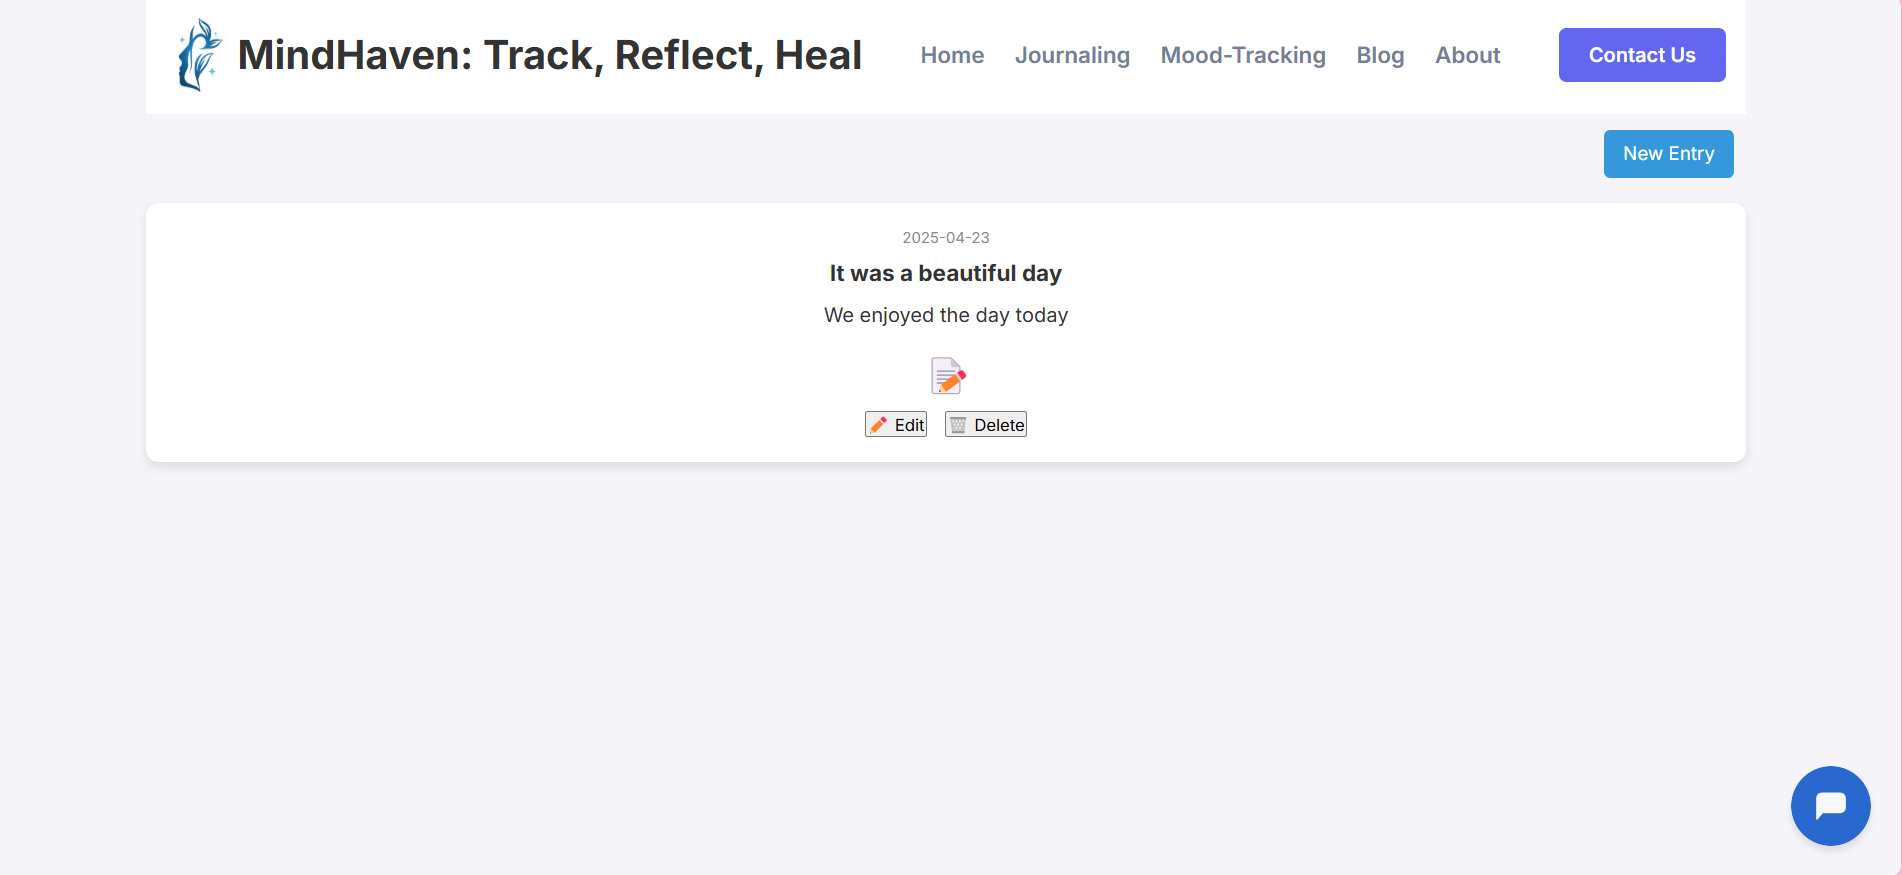 MindHaven: Track, Reflect, Heal
Home Journaling Mood-Tracking Blog About Contact Us
New Entry
2025-04-23
It was a beautiful day
We enjoyed the day today
Edit Delete